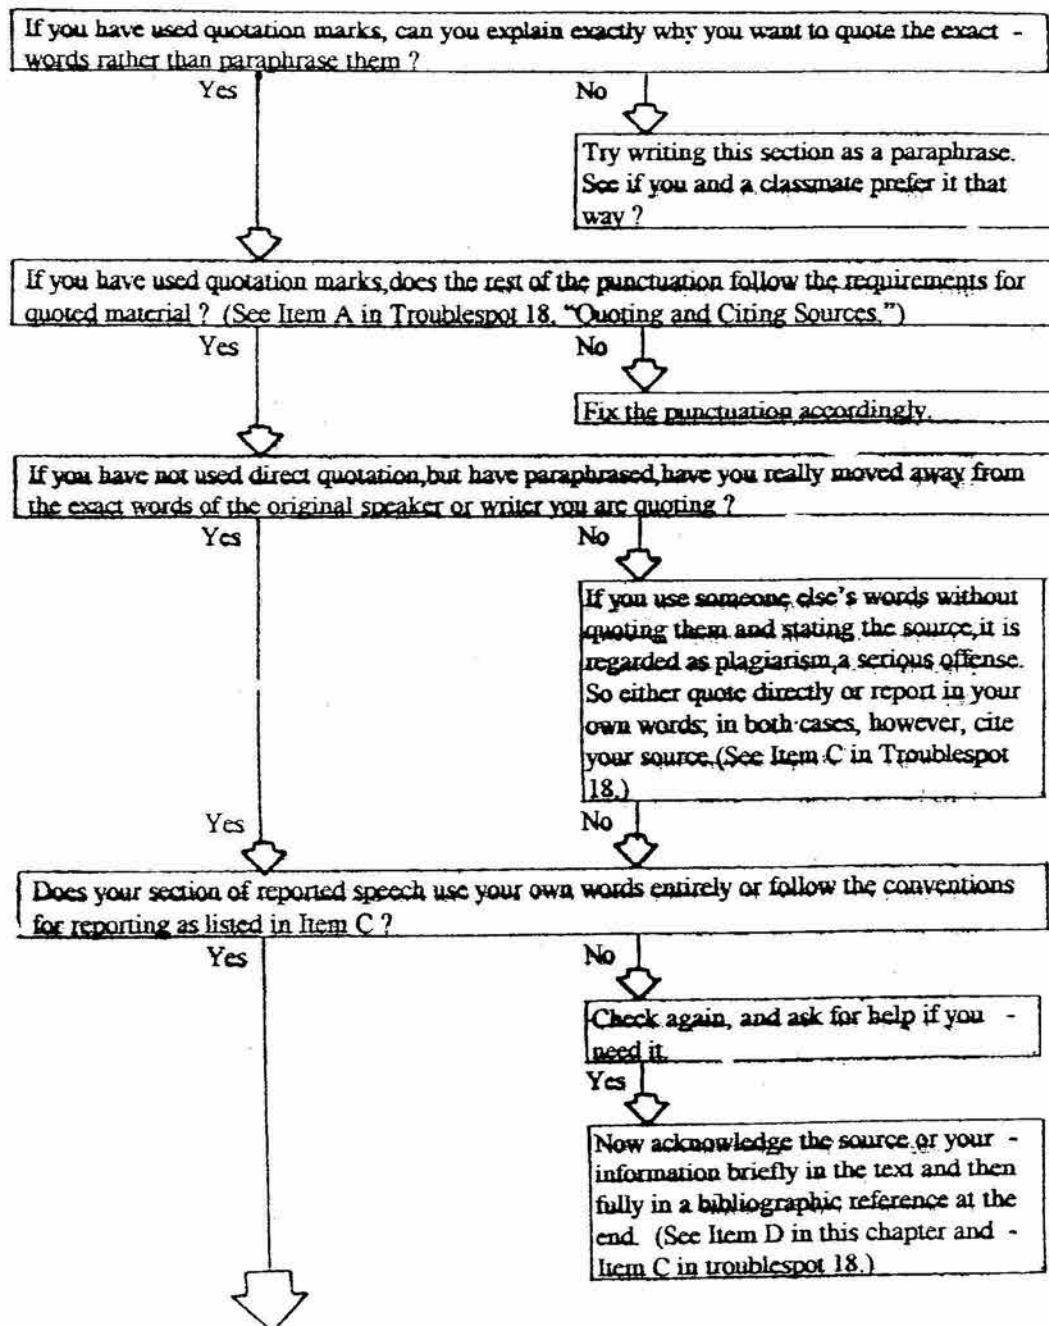 If you have used quotation marks, can you explain exactly why you want to quote the exact -
words rather than paraphrase them ?
Yes No
Try writing this section as a paraphrase.
See if you and a classmate prefer it that
way ?
If you have used quotation marks,does the rest of the punctuation follow the requirements for
quoted material ? (See Item A in Troublespot 18, “Quoting and Citing Sources,”)
Yes No
Fix the punctuation accordingly.
If you have not used direct quotation,but have paraphrased,have you really moved away from
the exact words of the original speaker or writer you are quoting ?
Yes No
If you use someone else’s words without
quoting them and stating the source,it is
regarded as plagiarism,a serious offense.
So either quote directly or report in your
own words; in both cases, however, cite
your source.(See Item C in Troublespot
18.)
Yes No
Does your section of reported speech use your own words entirely or follow the conventions
for reporting as listed in Item C ?
Yes No
Check again, and ask for help if you -
need it.
Yes
Now acknowledge the source or your -
information briefly in the text and then
fully in a bibliographic reference at the
end. (See Item D in this chapter and -
Item C in troublespot 18.)